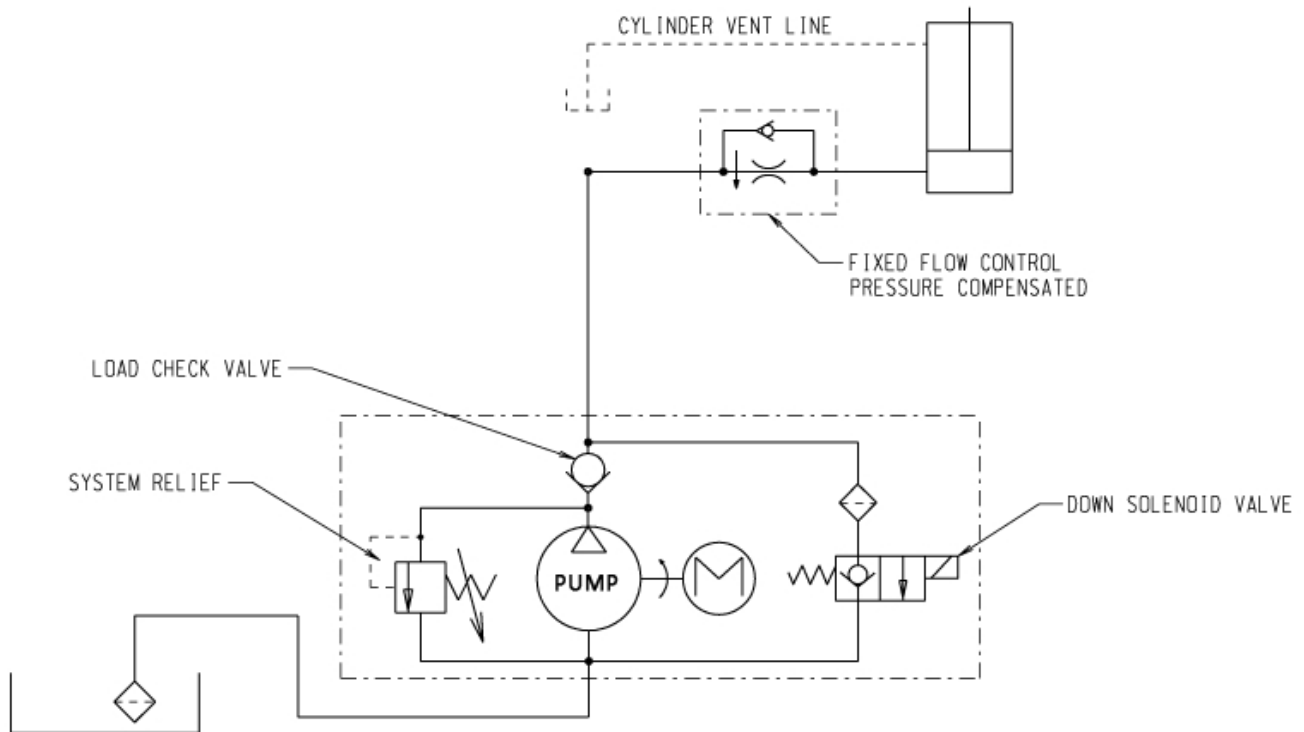 CYLINDER VENT LINE
FIXED FLOW CONTROL
PRESSURE COMPENSATED
LOAD CHECK VALVE
SYSTEM RELIEF
DOWN SOLENOID VALVE
PUMP
M